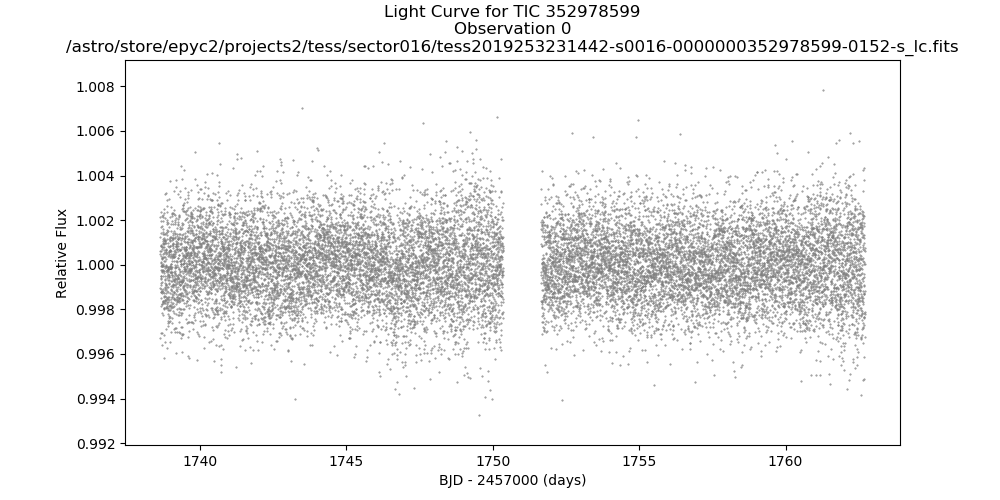 Light Curve for TIC 352978599
Observation 0
/astro/store/epyc2/projects2/tess/sector016/tess2019253231442-s0016-0000000352978599-0152-s_lc.fits
1.008
1.006
1.004
1.002
1.000
0.998
0.996
0.994
0.992
Relative Flux
1740
1745
1750
1755
1760
BJD - 2457000 (days)